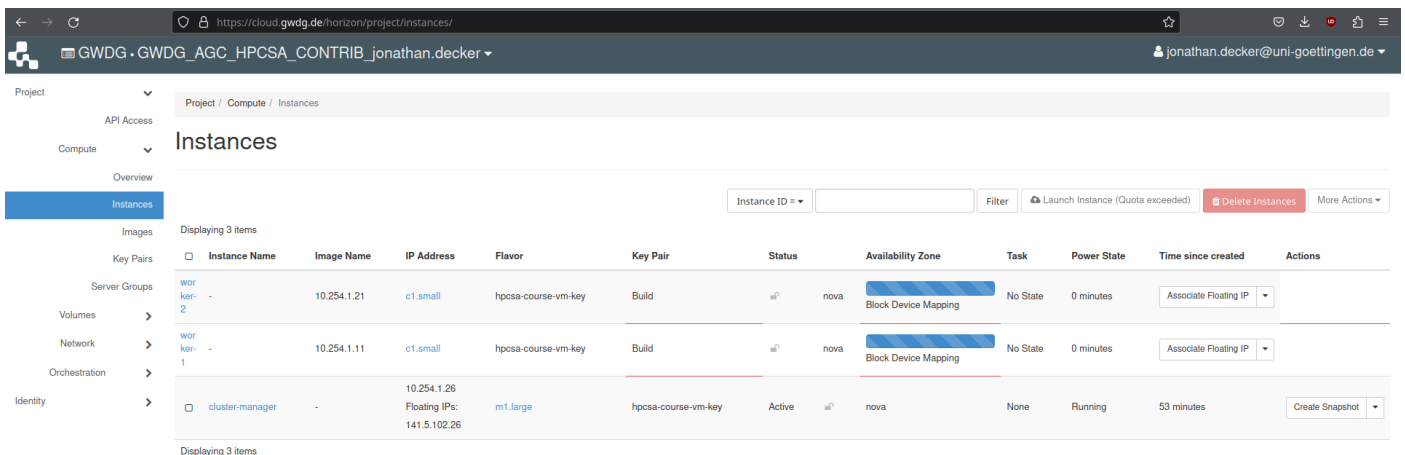 https://cloud.gwdg.de/horizon/project/instances/
GWDG • GWDG_AGC_HPCSA_CONTRIB_jonathan.decker
jonathan.decker@uni-goettingen.de
Project
API Access
Compute
Overview
Instances
Images
Key Pairs
Server Groups
Volumes
Network
Orchestration
Identity
Project / Compute / Instances
Instances
Instance ID = Filter Launch Instance (Quota exceeded) Delete Instances More Actions
Displaying 3 items
Instance Name Image Name IP Address Flavor Key Pair Status Availability Zone Task Power State Time since created Actions
wor
ker- - 10.254.1.21 c1.small hpcsa-course-vm-key Build nova No State 0 minutes Associate Floating IP
2
Block Device Mapping
wor
ker- - 10.254.1.11 c1.small hpcsa-course-vm-key Build nova No State 0 minutes Associate Floating IP
1
Block Device Mapping
10.254.1.26
Floating IPs:
141.5.102.26
cluster-manager - m1.large hpcsa-course-vm-key Active nova None Running 53 minutes Create Snapshot
Displaying 3 items